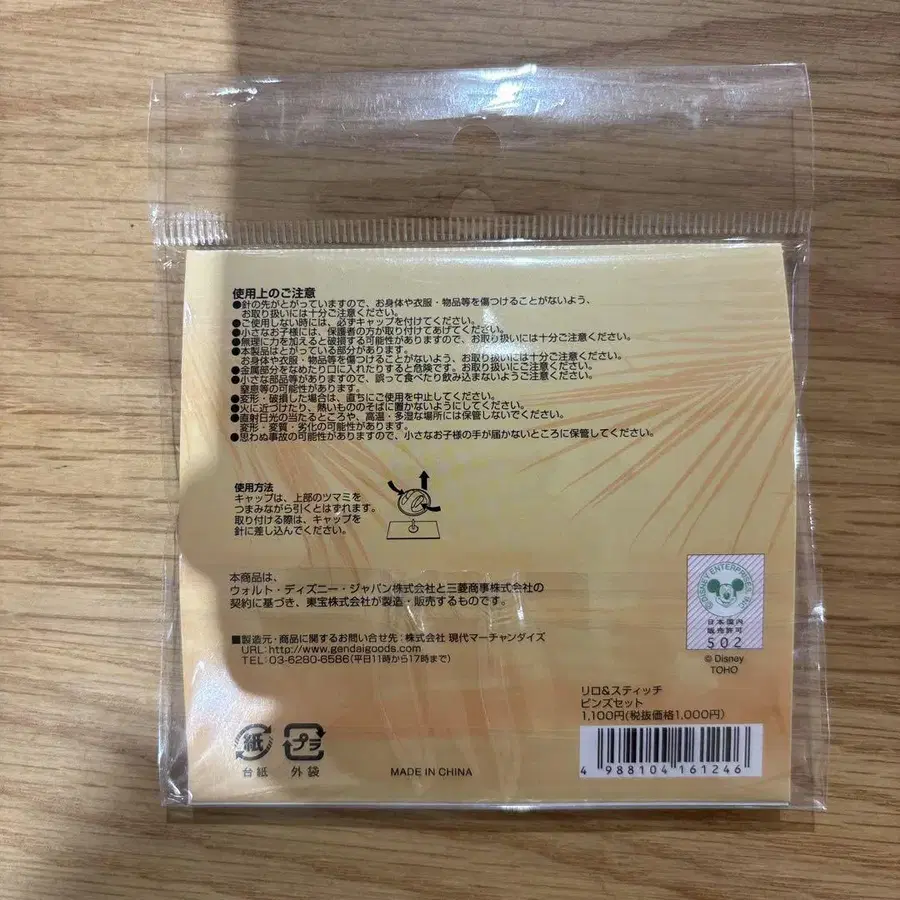 使用上のご注意
●針の先がとがっていますので、お身体や衣服・物品等を傷つけることがないよう、
お取り扱いには十分ご注意ください。
●ご使用しない時には、必ずキャップを付けてください。
●小さなお子様には、保護者の方が取り付けてあげてください。
●無理に力を加えると破損する可能性がありますので、お取り扱いには十分ご注意ください。
●本製品はとがっている部分があります。
お身体や衣服・物品等を傷つけることがないよう、お取り扱いには十分ご注意ください。
●金属部分をなめたり口に入れたりすると危険です。お取り扱いにご注意ください。
●小さな部品等がありますので、誤って食べたり飲み込まないようご注意ください。
窒息等の可能性があります。
●変形・破損した場合は、直ちにご使用を中止してください。
●火に近づけたり、熱いもののそばに置かないようにしてください。
●直射日光の当たるところや、高温・多湿な場所には保管しないでください。
変形・変質・劣化の可能性があります。
●思わぬ事故の可能性がありますので、小さなお子様の手が届かないところに保管してください。
使用方法
キャップは、上部のツマミを
つまみながら引くとはずれます。
取り付ける際は、キャップを
針に差し込んでください。
本商品は、
ウォルト・ディズニー・ジャパン株式会社と三菱商事株式会社の
契約に基づき、東宝株式会社が製造・販売するものです。
■製造元・商品に関するお問い合せ先：株式会社 現代マーチャンダイズ
URL:http://www.gendaigoods.com
TEL:03-6280-6586(平日11時から17時まで)
©DISNEY ENTERPRISES, INC.
日本国内
販売許可
502
© Disney
TOHO
リロ&スティッチ
ピンズセット
1,100円(税抜価格1,000円)
4 988104 161246
紙
台紙
プラ
外袋
MADE IN CHINA